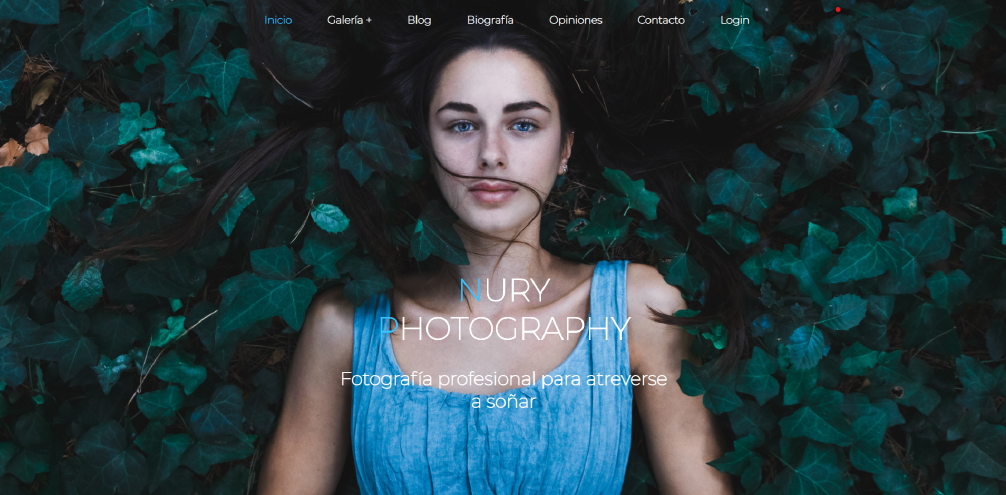 Inicio Galería + Blog Biografía Opiniones Contacto Login
NURY
PHOTOGRAPHY
Fotografía profesional para atreverse
a soñar